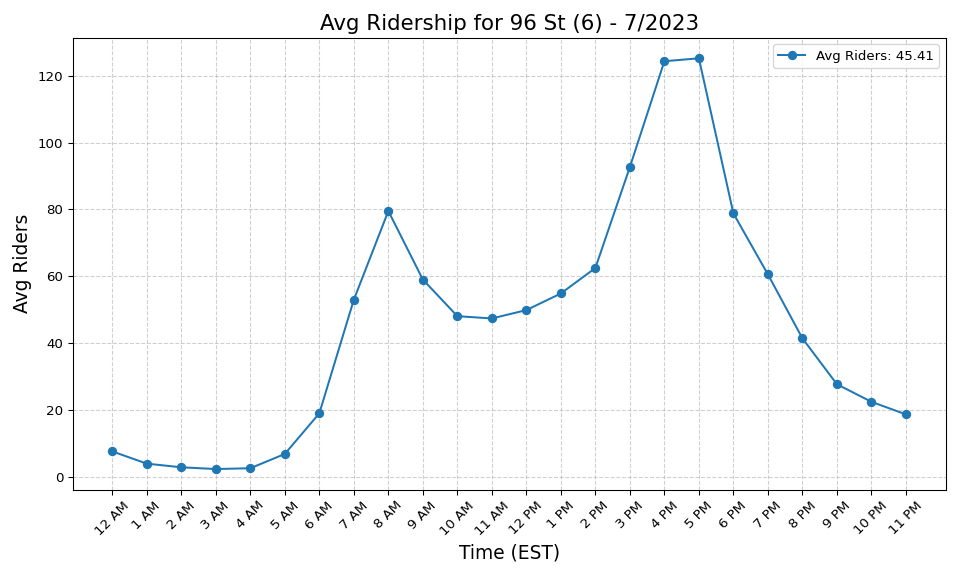 Avg Ridership for 96 St (6) - 7/2023
Avg Riders: 45.41
Avg Riders
120
100
80
60
40
20
0
12 AM 1 AM 2 AM 3 AM 4 AM 5 AM 6 AM 7 AM 8 AM 9 AM 10 AM 11 AM 12 PM 1 PM 2 PM 3 PM 4 PM 5 PM 6 PM 7 PM 8 PM 9 PM 10 PM 11 PM
Time (EST)